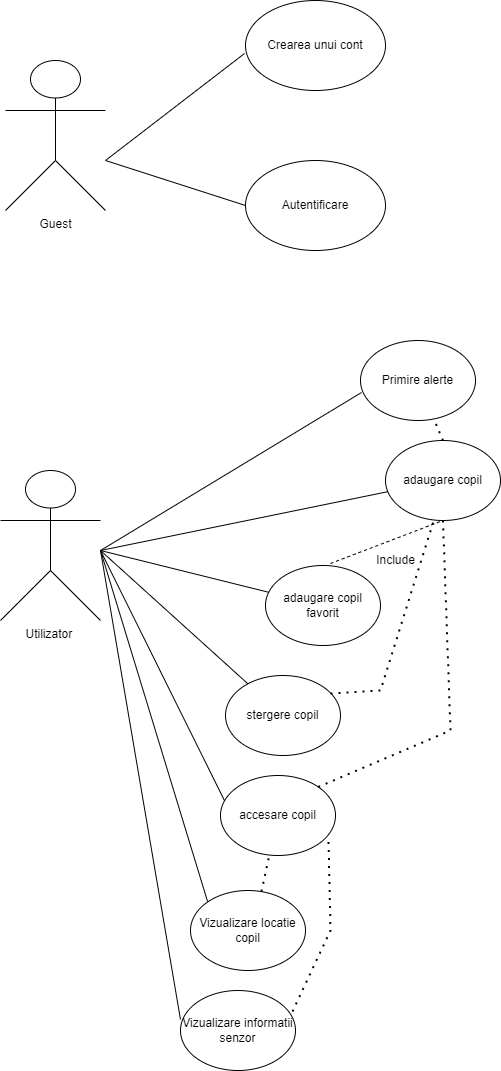 Crearea unui cont
Guest
Autentificare
Primire alerte
adaugare copil
Include
adaugare copil
favorit
Utilizator
stergere copil
accesare copil
Vizualizare locatie
copil
Vizualizare informatii
senzor